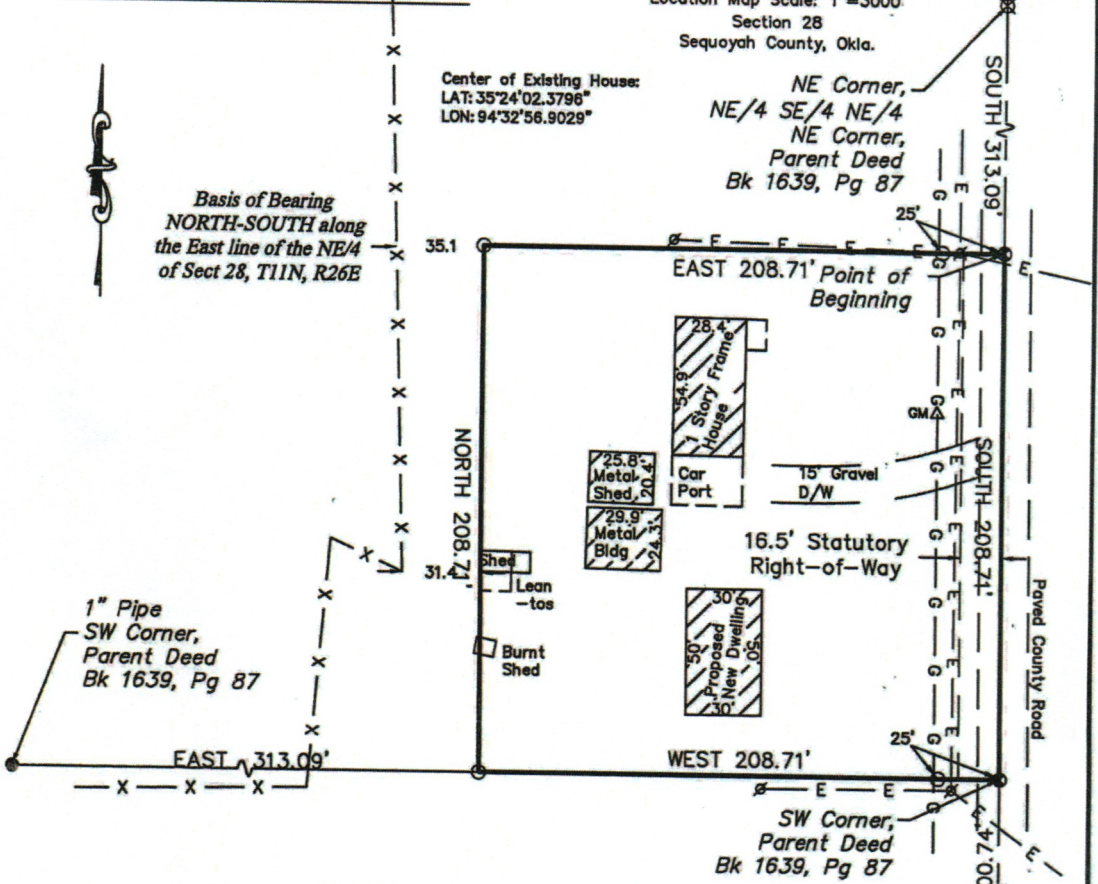 Location Map Scale: 1"=3000'
Section 28
Sequoyah County, Okla.
Center of Existing House:
LAT: 35°24'02.3796"
LON: 94°32'56.9029"
NE Corner,
NE/4 SE/4 NE/4
NE Corner,
Parent Deed
Bk 1639, Pg 87
SOUTH 313.09'
Basis of Bearing
NORTH-SOUTH along
the East line of the NE/4
of Sect 28, T11N, R26E
35.1
25'
EAST 208.71'
Point of
Beginning
28.4'
54.9'
1 Story Frame
House
GM
NORTH 208.71'
25.8'
Metal
Shed
20.4'
Car
Port
15' Gravel
D/W
SOUTH 208.71'
29.9'
Metal
Bldg
24.3'
16.5' Statutory
Right-of-Way
Shed
31.4
Lean
-tos
Paved County Road
1" Pipe
SW Corner,
Parent Deed
Bk 1639, Pg 87
Burnt
Shed
30'
50'
Proposed
New Dwelling
50'
30'
25'
EAST 313.09'
WEST 208.71'
SW Corner,
Parent Deed
Bk 1639, Pg 87
X X X X X X X X X X X X X X X
E E E E E E E E E E E E E E E
G G G G G G G G G